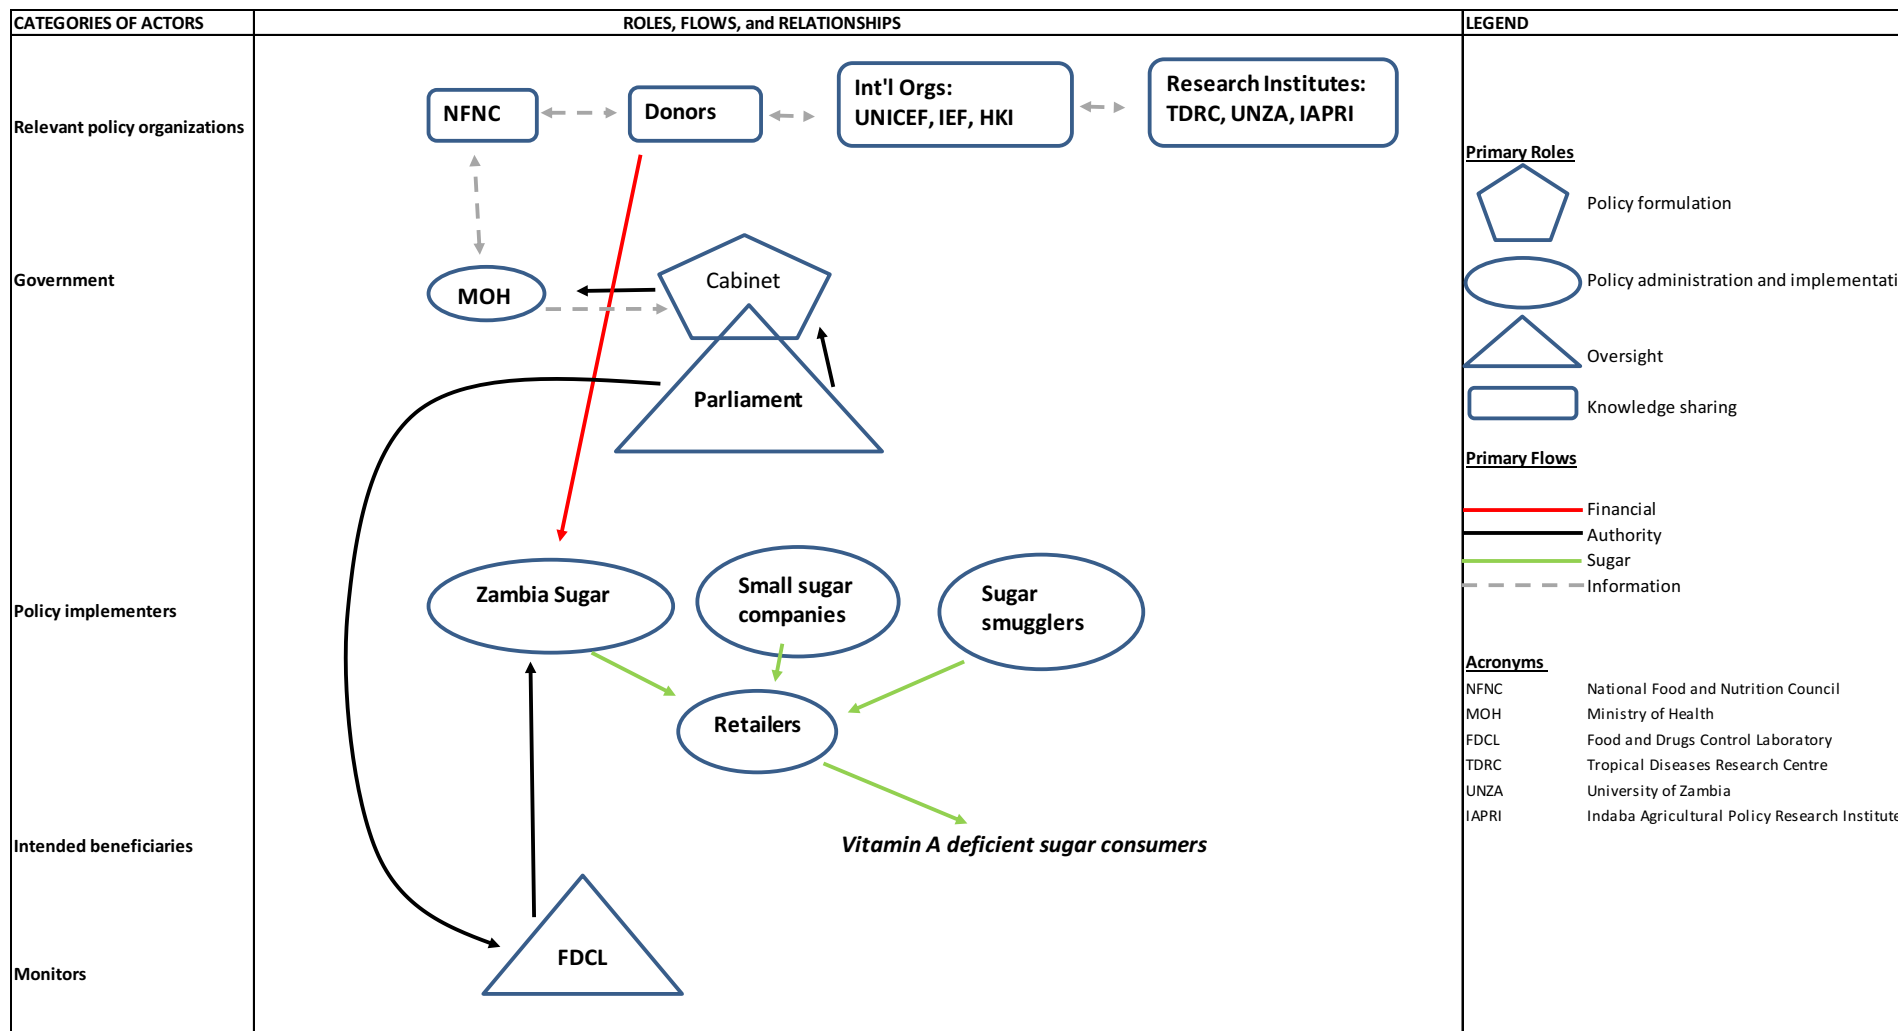 CATEGORIES OF ACTORS
ROLES, FLOWS, and RELATIONSHIPS
LEGEND
Relevant policy organizations
NFNC
Donors
Int'l Orgs:
UNICEF, IEF, HKI
Research Institutes:
TDRC, UNZA, IAPRI
Government
MOH
Cabinet
Parliament
Policy implementers
Zambia Sugar
Small sugar
companies
Sugar
smugglers
Retailers
Intended beneficiaries
Vitamin A deficient sugar consumers
Monitors
FDCL
Primary Roles
Policy formulation
Policy administration and implementati
Oversight
Knowledge sharing
Primary Flows
Financial
Authority
Sugar
Information
Acronyms
NFNC National Food and Nutrition Council
MOH Ministry of Health
FDCL Food and Drugs Control Laboratory
TDRC Tropical Diseases Research Centre
UNZA University of Zambia
IAPRI Indaba Agricultural Policy Research Institute